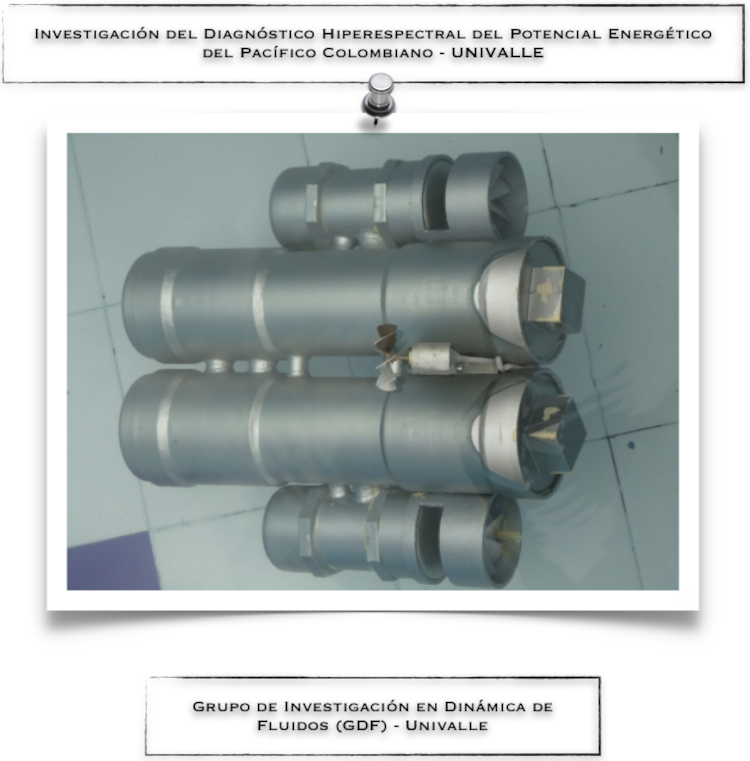 Investigación del Diagnóstico Hiperespectral del Potencial Energético
del Pacífico Colombiano - UNIVALLE
Grupo de Investigación en Dinámica de
Fluidos (GDF) - Univalle